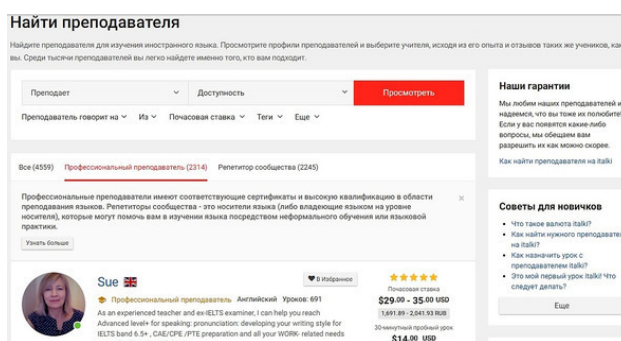 Найти преподавателя
Найдите преподавателя для изучения иностранного языка. Просмотрите профили преподавателей и выберите учителя, исходя из его опыта и отзывов таких же учеников, как
вы. Среди тысячи преподавателей вы легко найдете именно того, кто вам подходит.
Преподает
Доступность
Просмотреть
Преподаватель говорит на
Из
Почасовая ставка
Теги
Еще
Все (4559)
Профессиональный преподаватель (2314)
Репетитор сообщества (2245)
Профессиональные преподаватели имеют соответствующие сертификаты и высокую квалификацию в области
преподавания языков. Репетиторы сообщества - это носители языка (либо владеющие языком на уровне
носителя), которые могут помочь вам в изучении языка посредством неформального обучения или языковой
практики.
Узнать больше
Sue
В Избранное
Профессиональный преподаватель Английский Уроков: 691
As an experienced teacher and ex-IELTS examiner, I can help you reach
Advanced level+ for speaking: pronunciation: developing your writing style for
IELTS band 6.5+ , CAE/CPE /PTE preparation and all your WORK- related needs
Почасовая ставка
$29.00 - 35.00 USD
1,691.89 - 2,041.93 RUB
30-минутный пробный урок
$14.00 USD
Наши гарантии
Мы любим наших преподавателей и
надеемся, что вы тоже их полюбите!
Если у вас появятся какие-либо
вопросы, мы обещаем вам
разрешить их как можно скорее.
Как найти преподавателя на italki
Советы для новичков
Что такое валюта italki?
Как найти нужного преподавателя
на italki?
Как назначить урок с
преподавателем italki?
Это мой первый урок italki! Что
следует делать?
Еще